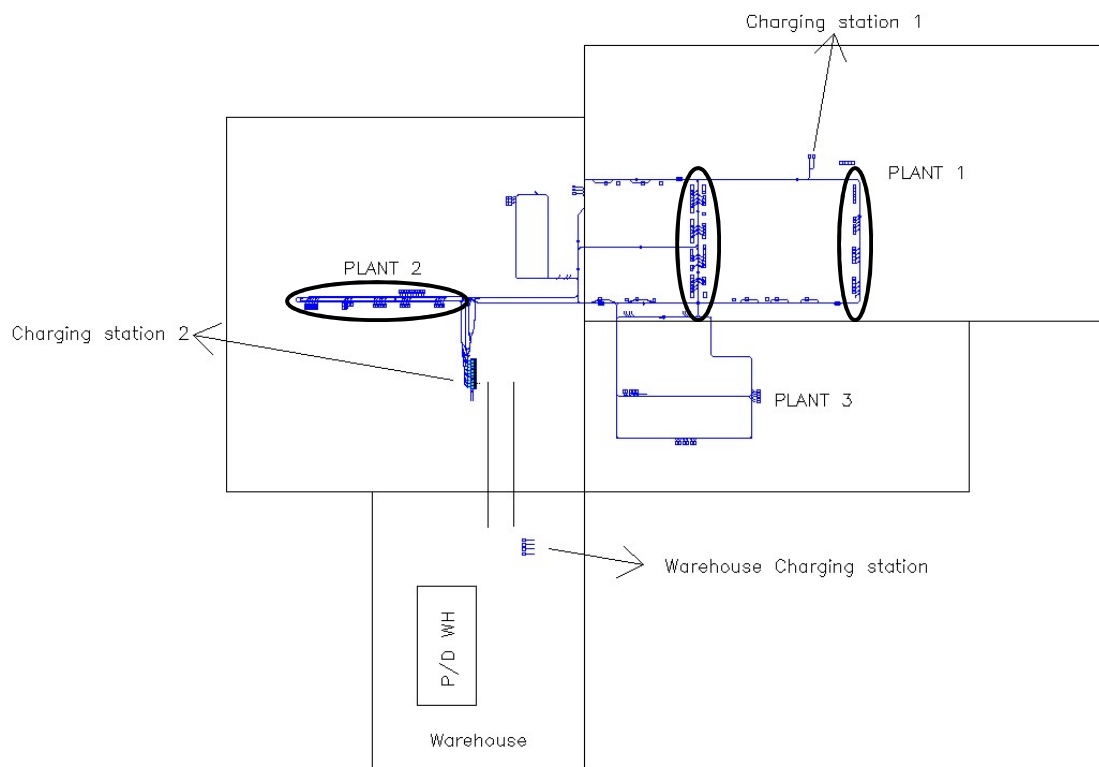 Charging station 1
PLANT 1
PLANT 2
Charging station 2
PLANT 3
Warehouse Charging station
P/D WH
Warehouse